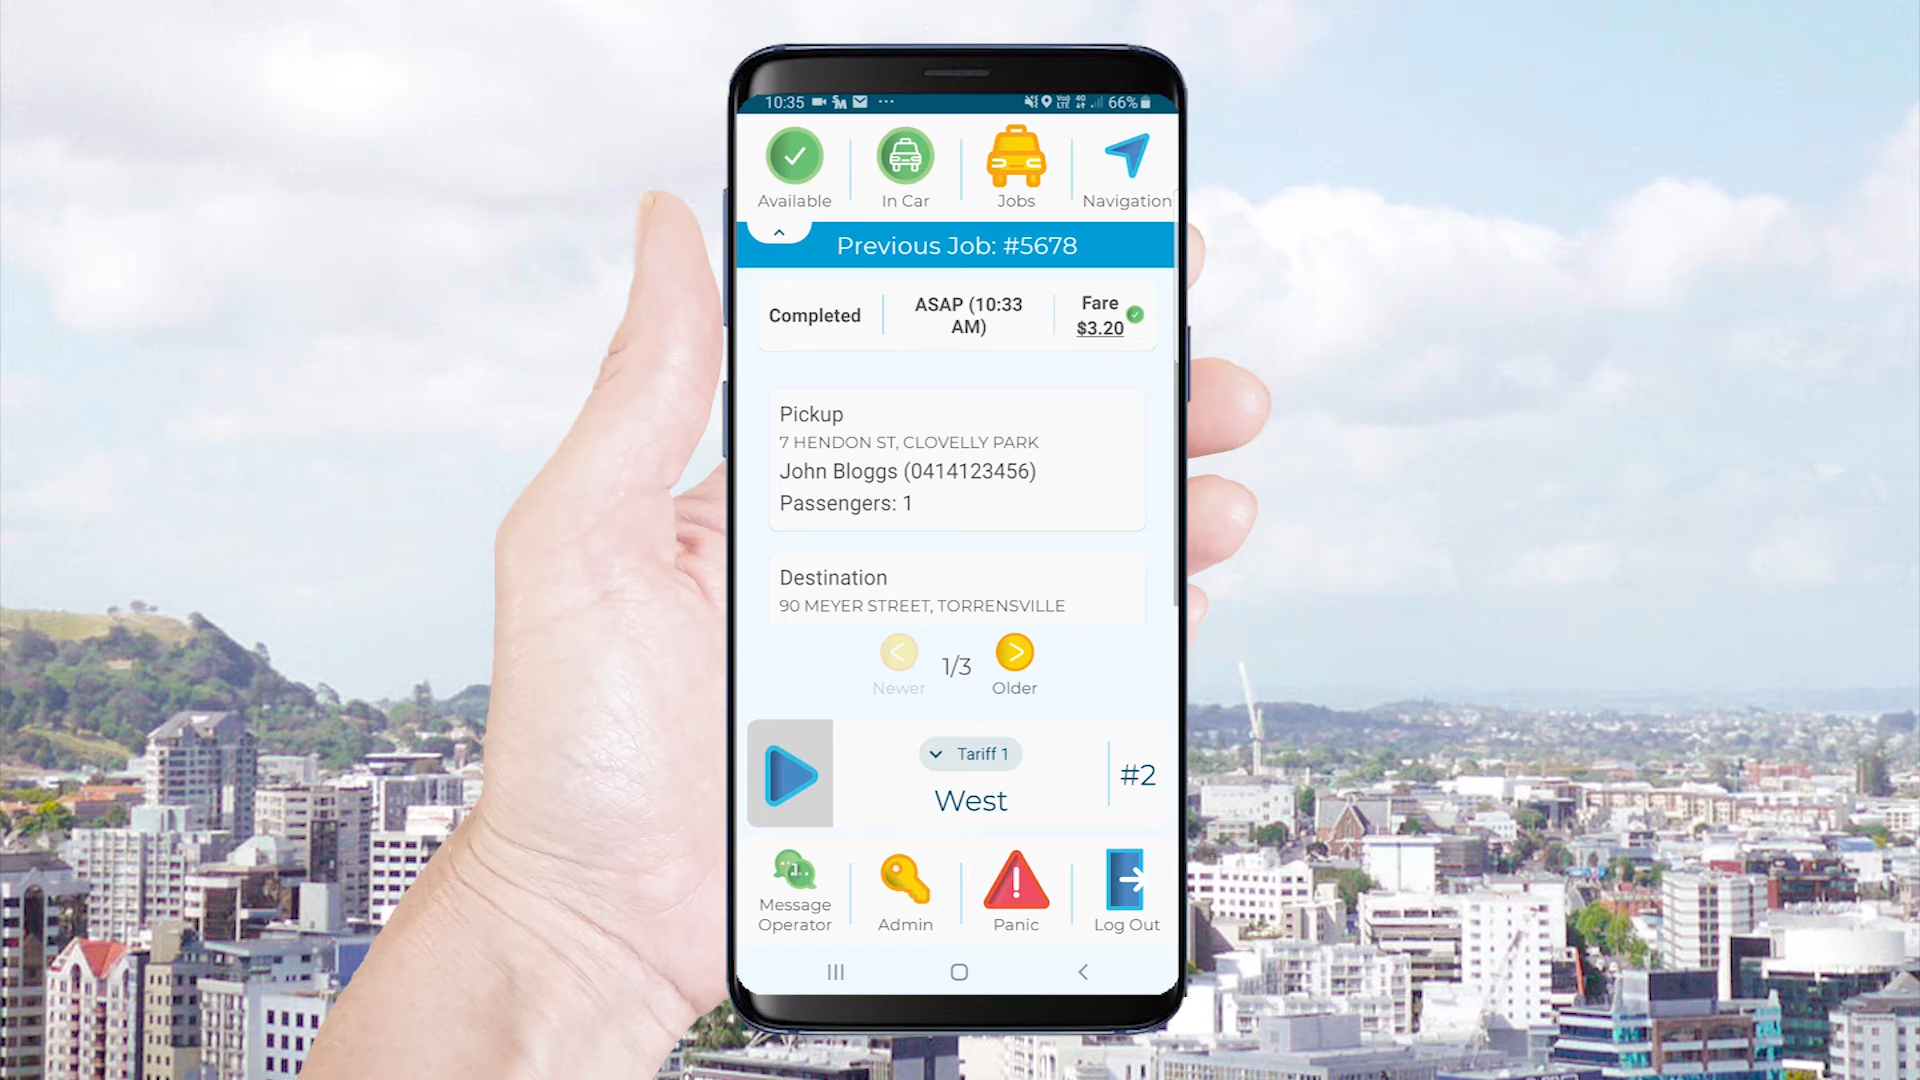 10:35
66%
Available
In Car
Jobs
Navigation
Previous Job: #5678
Completed
ASAP (10:33
AM)
Fare
$3.20
Pickup
7 HENDON ST, CLOVELLY PARK
John Bloggs (0414123456)
Passengers: 1
Destination
90 MEYER STREET, TORRENSVILLE
1/3
Newer
Older
Tariff 1
West
#2
1
Message
Operator
Admin
Panic
Log Out